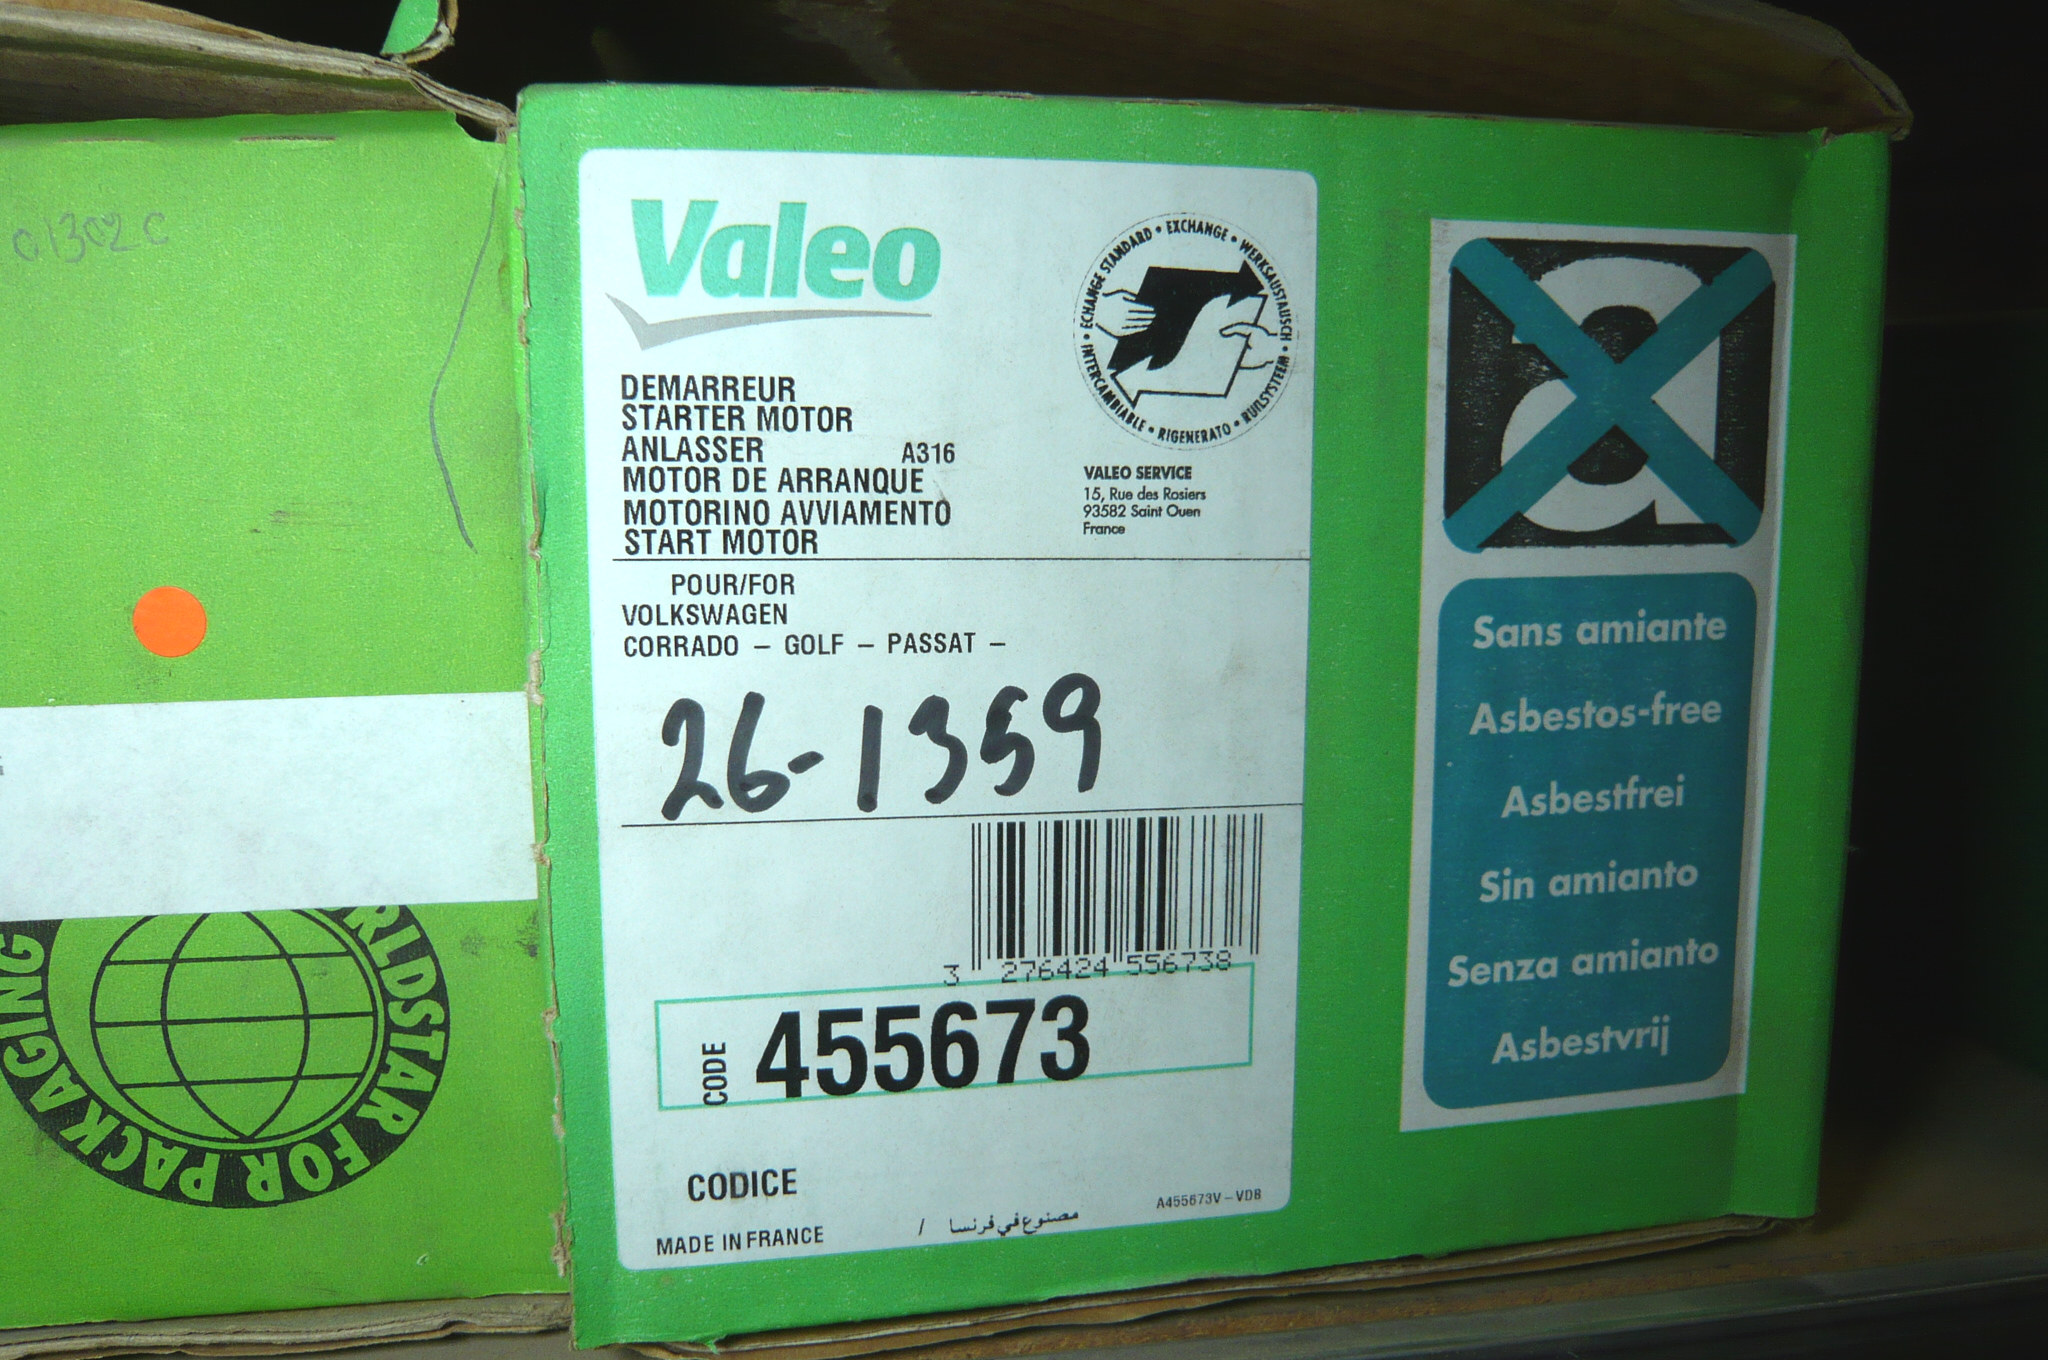 01302 C
RLDSTAR FOR PACKAGING
Valeo
ECHANGE STANDARD • EXCHANGE • WERKSAUSTAUSCH • RUILSYSTEEM • RIGENERATO • INTERCAMBIABLE •
DEMARREUR
STARTER MOTOR
ANLASSER A316
MOTOR DE ARRANQUE
MOTORINO AVVIAMENTO
START MOTOR
VALEO SERVICE
15, Rue des Rosiers
93582 Saint Ouen
France
POUR/FOR
VOLKSWAGEN
CORRADO – GOLF – PASSAT –
26-1359
3 276424 556738
CODE 455673
CODICE
A455673V – VDB
MADE IN FRANCE / مصنوع في فرنسا
a
Sans amiante
Asbestos-free
Asbestfrei
Sin amianto
Senza amianto
Asbestvrij